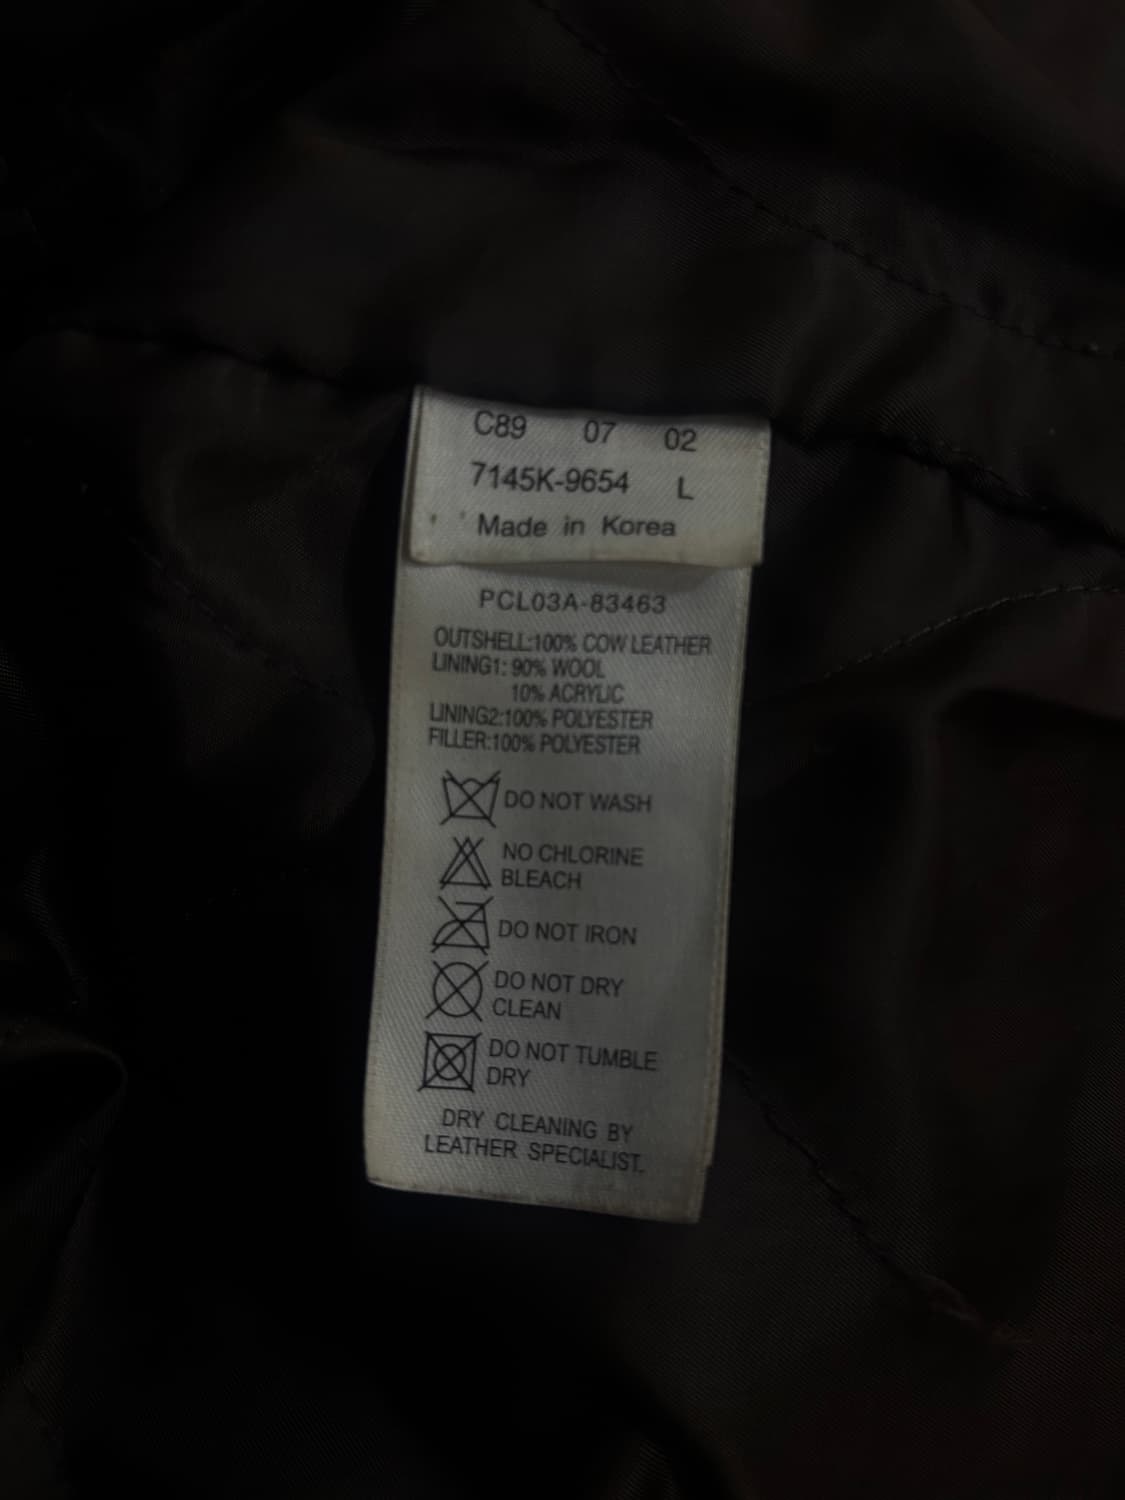 C89 07 02
7145K-9654 L
Made in Korea
PCL03A-83463
OUTSHELL:100% COW LEATHER
LINING1: 90% WOOL
10% ACRYLIC
LINING2:100% POLYESTER
FILLER:100% POLYESTER
DO NOT WASH
NO CHLORINE
BLEACH
DO NOT IRON
DO NOT DRY
CLEAN
DO NOT TUMBLE
DRY
DRY CLEANING BY
LEATHER SPECIALIST.